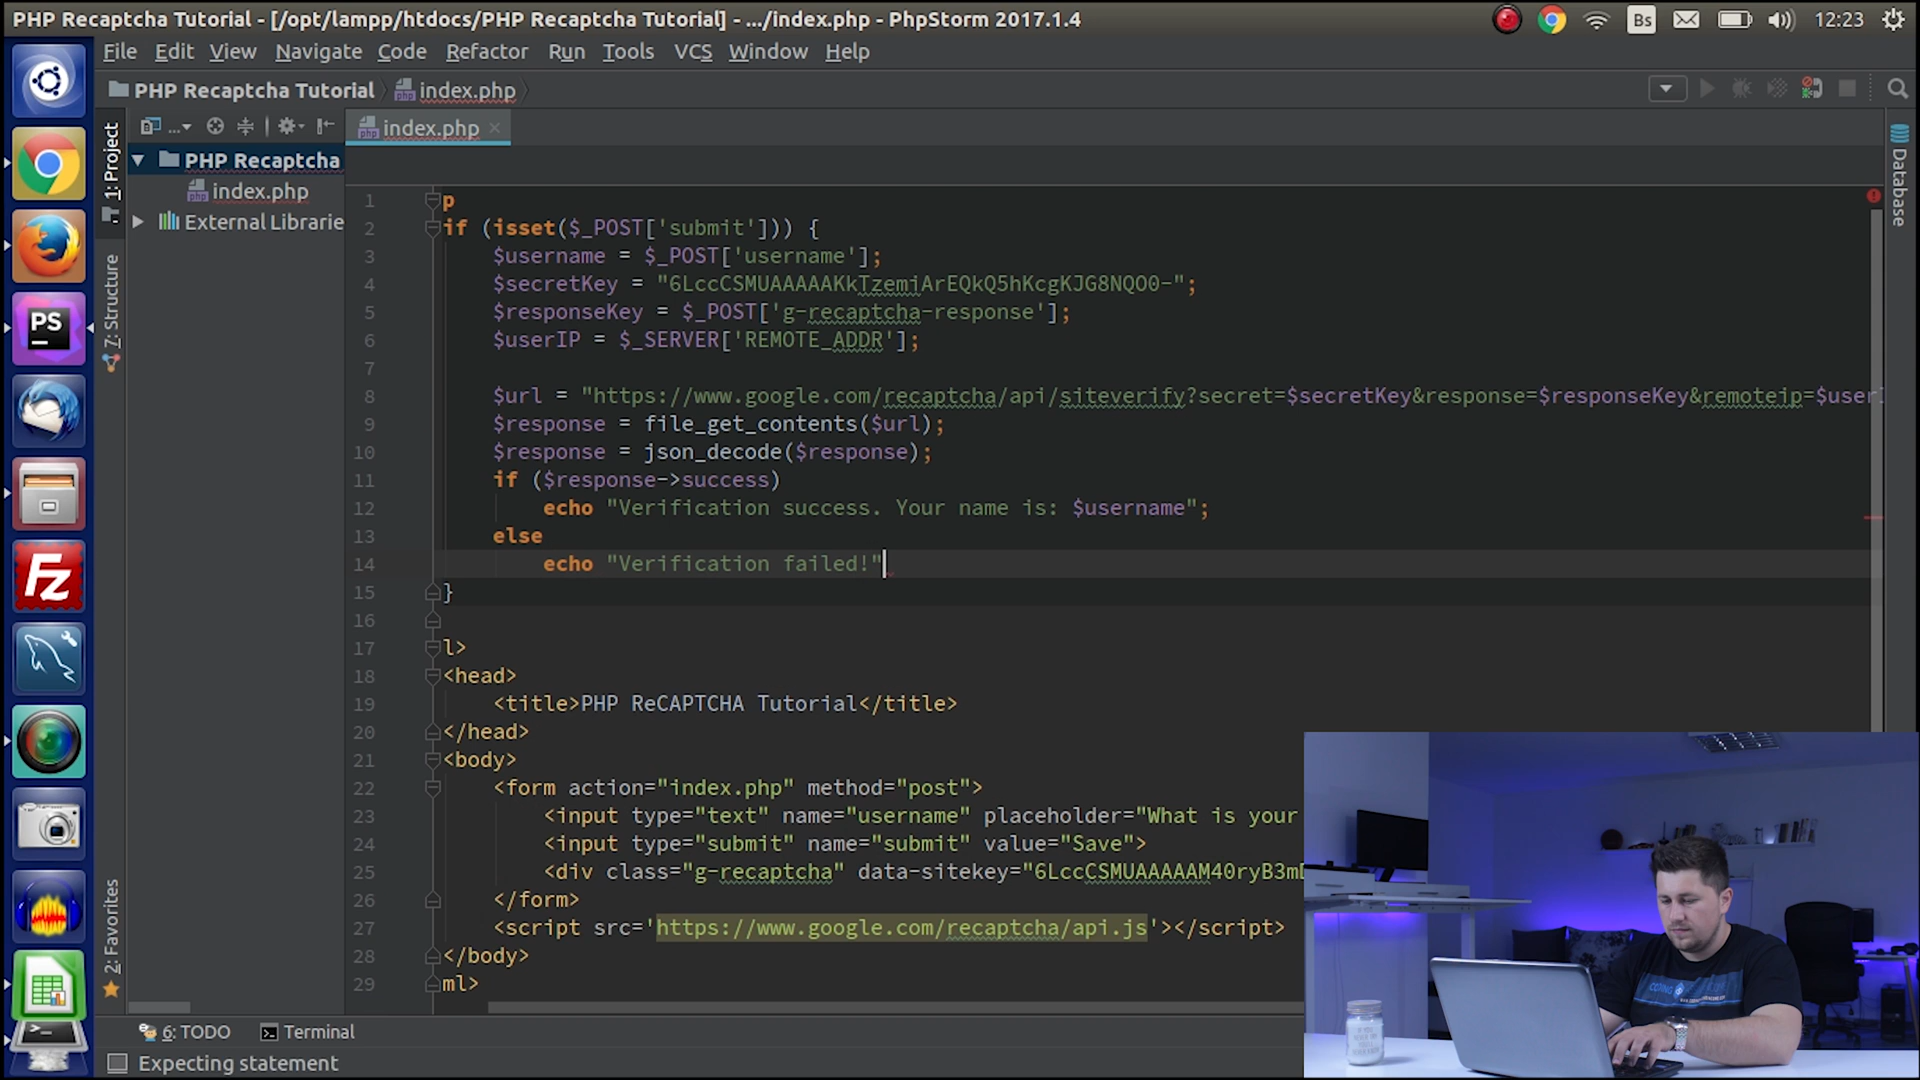 PHP Recaptcha Tutorial - [/opt/lampp/htdocs/PHP Recaptcha Tutorial] - .../index.php - PhpStorm 2017.1.4
Bs
12:23
File Edit View Navigate Code Refactor Run Tools VCS Window Help
PHP Recaptcha Tutorial
index.php
1: Project
7: Structure
2: Favorites
Database
...
index.php
PHP Recaptcha
index.php
External Librarie
PS
Fz
1 p
2 if (isset($_POST['submit'])) {
3 $username = $_POST['username'];
4 $secretKey = "6LccCSMUAAAAAKkTzemiArEQkQ5hKcgKJG8NQO0-";
5 $responseKey = $_POST['g-recaptcha-response'];
6 $userIP = $_SERVER['REMOTE_ADDR'];
7
8 $url = "https://www.google.com/recaptcha/api/siteverify?secret=$secretKey&response=$responseKey&remoteip=$userI
9 $response = file_get_contents($url);
10 $response = json_decode($response);
11 if ($response->success)
12 echo "Verification success. Your name is: $username";
13 else
14 echo "Verification failed!"
15 }
16
17 l>
18 <head>
19 <title>PHP ReCAPTCHA Tutorial</title>
20 </head>
21 <body>
22 <form action="index.php" method="post">
23 <input type="text" name="username" placeholder="What is your
24 <input type="submit" name="submit" value="Save">
25 <div class="g-recaptcha" data-sitekey="6LccCSMUAAAAAM40ryB3m
26 </form>
27 <script src='https://www.google.com/recaptcha/api.js'></script>
28 </body>
29 ml>
6: TODO
Terminal
Expecting statement